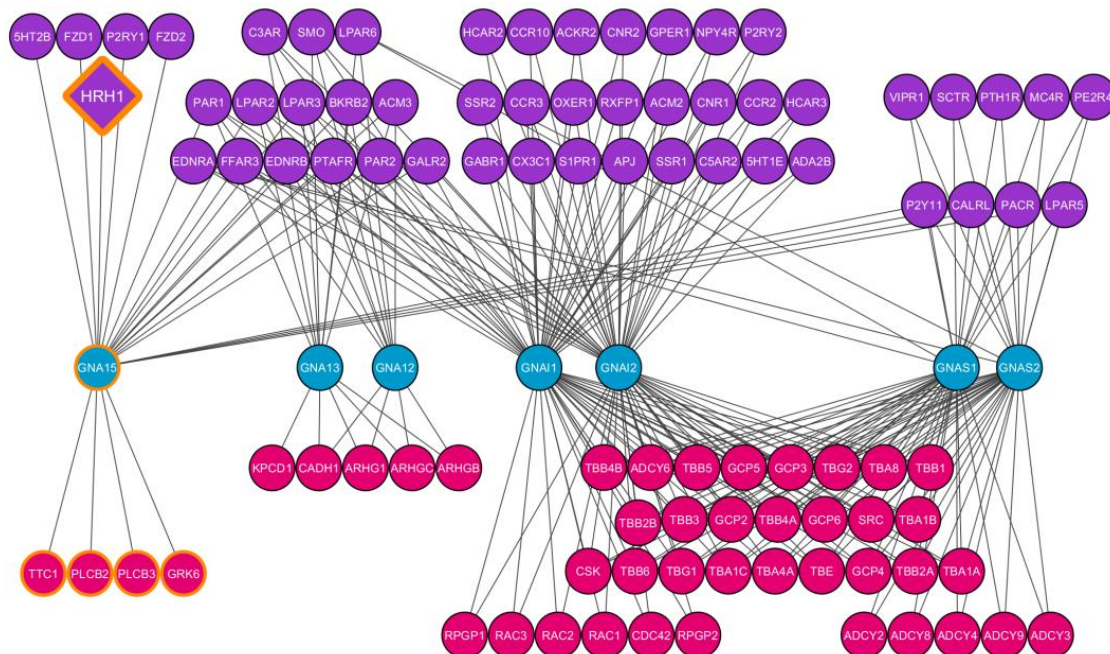 5HT2B FZD1 P2RY1 FZD2 C3AR SMO LPAR6 HCAR2 CCR10 ACKR2 CNR2 GPER1 NPY4R P2RY2
HRH1
PAR1 LPAR2 LPAR3 BKRB2 ACM3 SSR2 CCR3 OXER1 RXFP1 ACM2 CNR1 CCR2 HCAR3 VIPR1 SCTR PTH1R MC4R PE2R4
EDNRA FFAR3 EDNRB PTAFR PAR2 GALR2 GABR1 CX3C1 S1PR1 APJ SSR1 C5AR2 5HT1E ADA2B
P2Y11 CALRL PACR LPAR5
GNA15 GNA13 GNA12 GNAI1 GNAI2 GNAS1 GNAS2
KPCD1 CADH1 ARHG1 ARHGC ARHGB TBB4B ADCY6 TBB5 GCP5 GCP3 TBG2 TBA8 TBB1
TBB2B TBB3 GCP2 TBB4A GCP6 SRC TBA1B
TTC1 PLCB2 PLCB3 GRK6 CSK TBB6 TBG1 TBA1C TBA4A TBE GCP4 TBB2A TBA1A
RPGP1 RAC3 RAC2 RAC1 CDC42 RPGP2 ADCY2 ADCY8 ADCY4 ADCY9 ADCY3